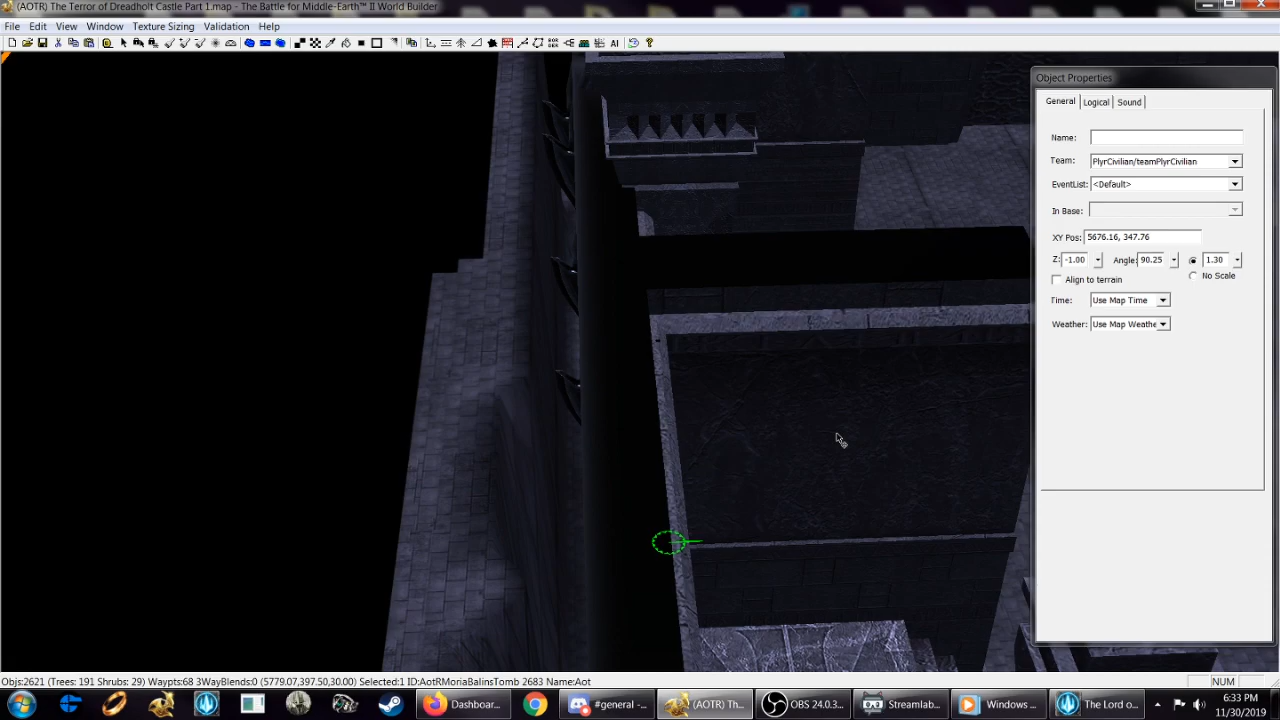 (AOTR) The Terror of Dreadholt Castle Part 1.map - The Battle for Middle-Earth™ II World Builder
File Edit View Window Texture Sizing Validation Help
AI
Object Properties
General Logical Sound
Name:
Team: PlyrCivilian/teamPlyrCivilian
EventList: <Default>
In Base:
XY Pos: 5676.16, 347.76
Z: -1.00 Angle: 90.25 1.30
No Scale
Align to terrain
Time: Use Map Time
Weather: Use Map Weathe
Objs:2621 (Trees: 191 Shrubs: 29) Waypts:68 3WayBlends:0 (5779.07,397.50,30.00) Selected:1 ID:AotRMoriaBalinsTomb 2683 Name:Aot
NUM
Dashboar... #general -... (AOTR) Th... OBS 24.0.3... Streamlab... Windows ... The Lord o... 6:33 PM
11/30/2019